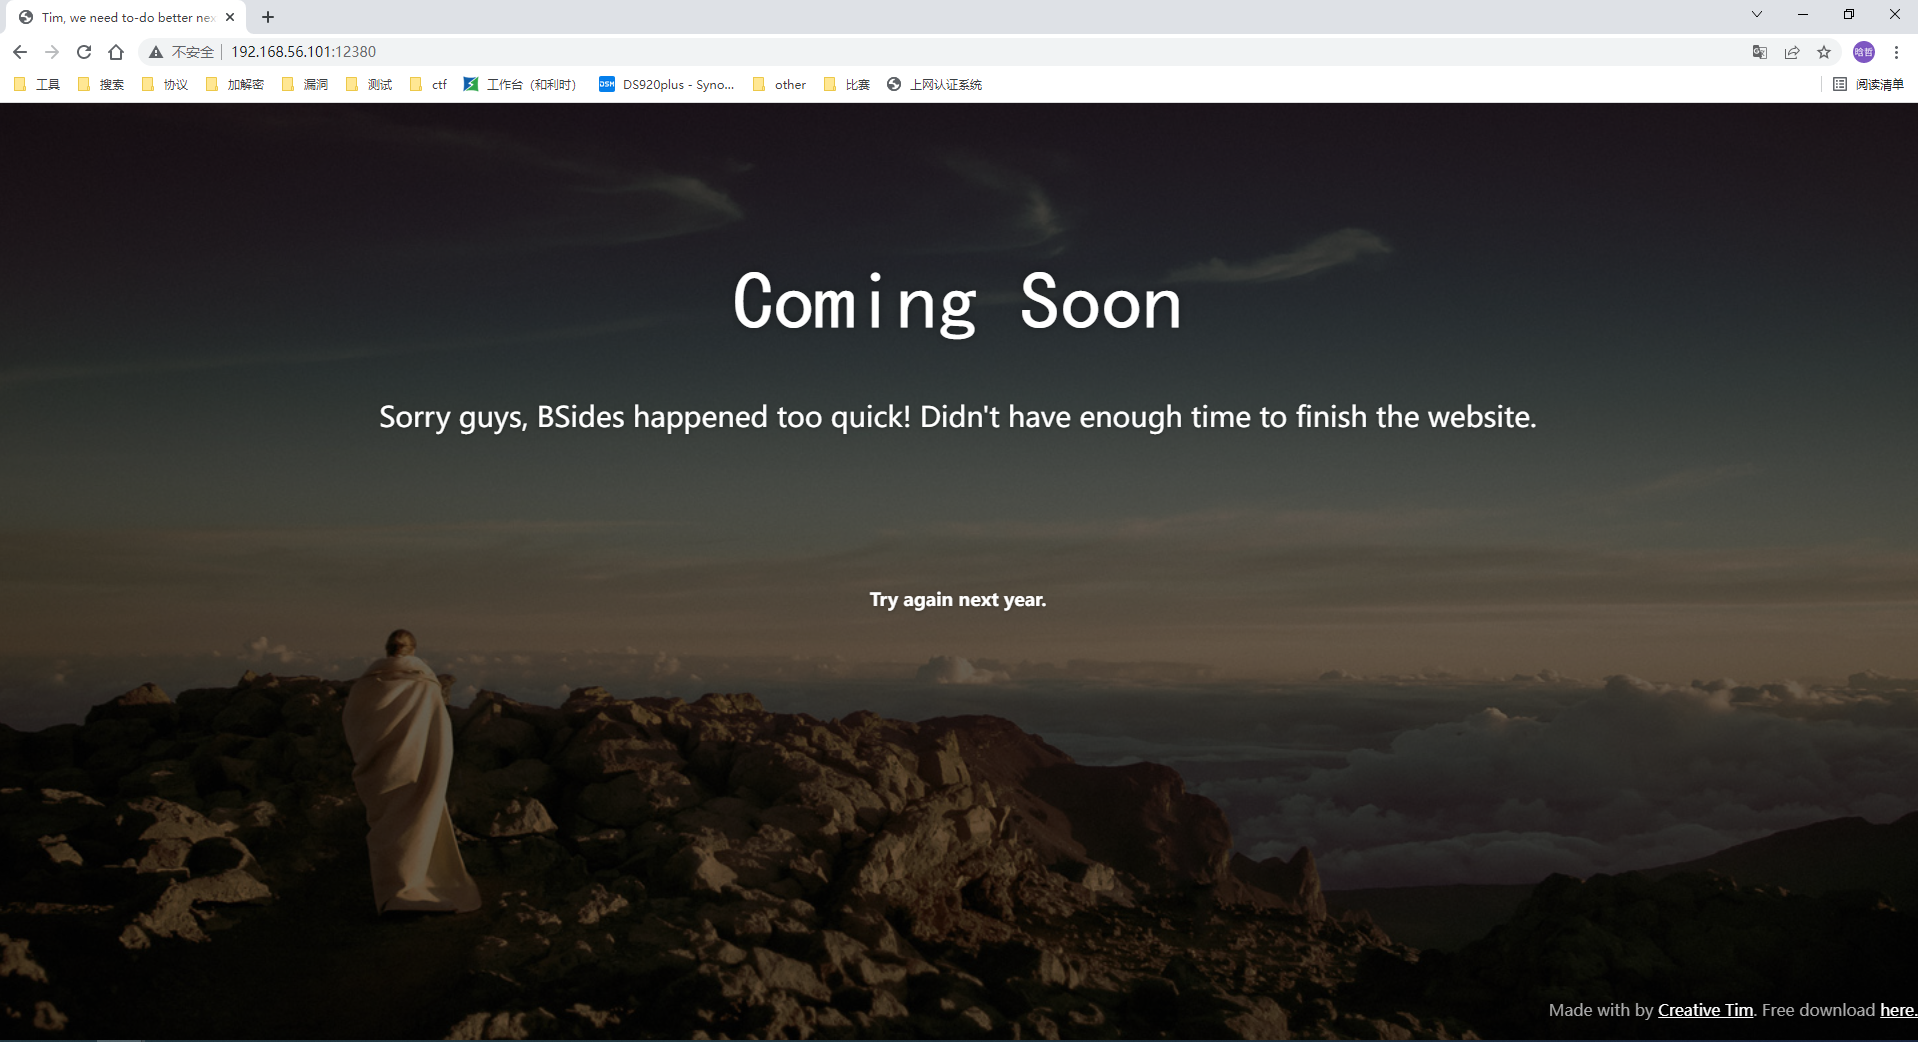 Tim, we need to-do better nex
不安全 192.168.56.101:12380
工具 搜索 协议 加解密 漏洞 测试 ctf 工作台（和利时） DSM DS920plus - Syno... other 比赛 上网认证系统 阅读清单
Coming Soon
Sorry guys, BSides happened too quick! Didn't have enough time to finish the website.
Try again next year.
Made with by Creative Tim. Free download here.